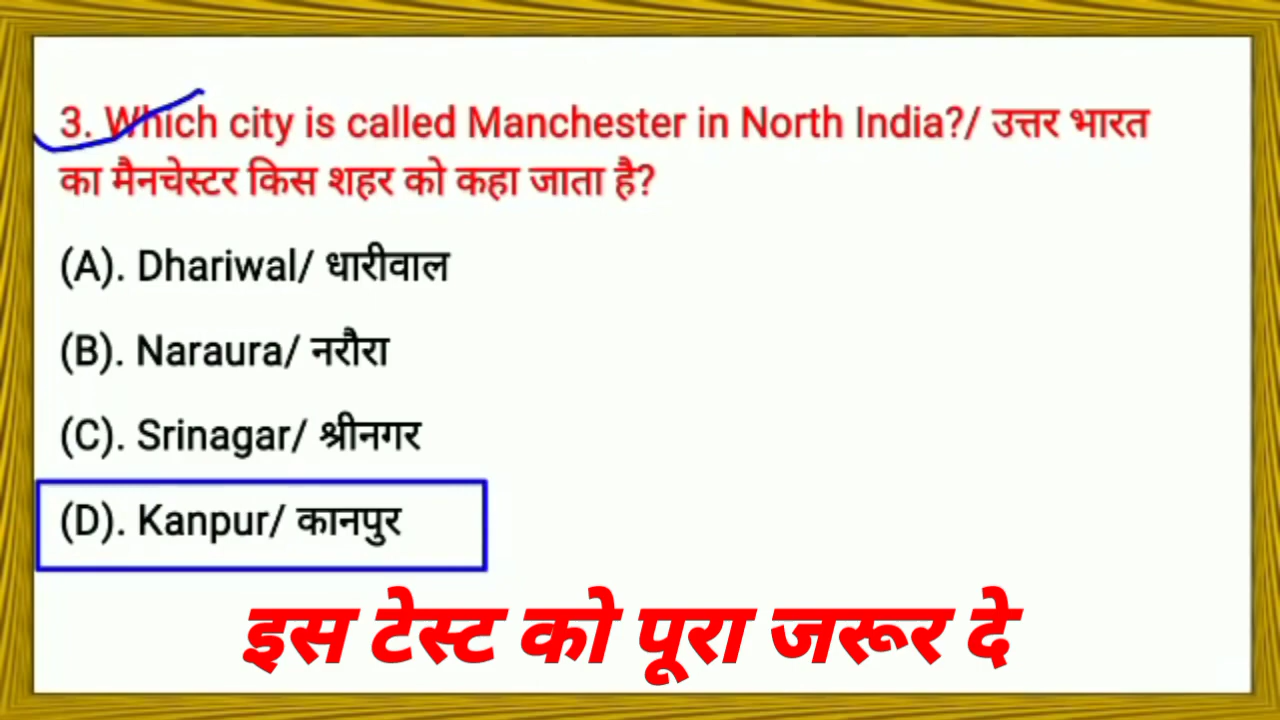 3. Which city is called Manchester in North India?/ उत्तर भारत
का मैनचेस्टर किस शहर को कहा जाता है?
(A). Dhariwal/ धारीवाल
(B). Naraura/ नरौरा
(C). Srinagar/ श्रीनगर
(D). Kanpur/ कानपुर
इस टेस्ट को पूरा जरूर दे